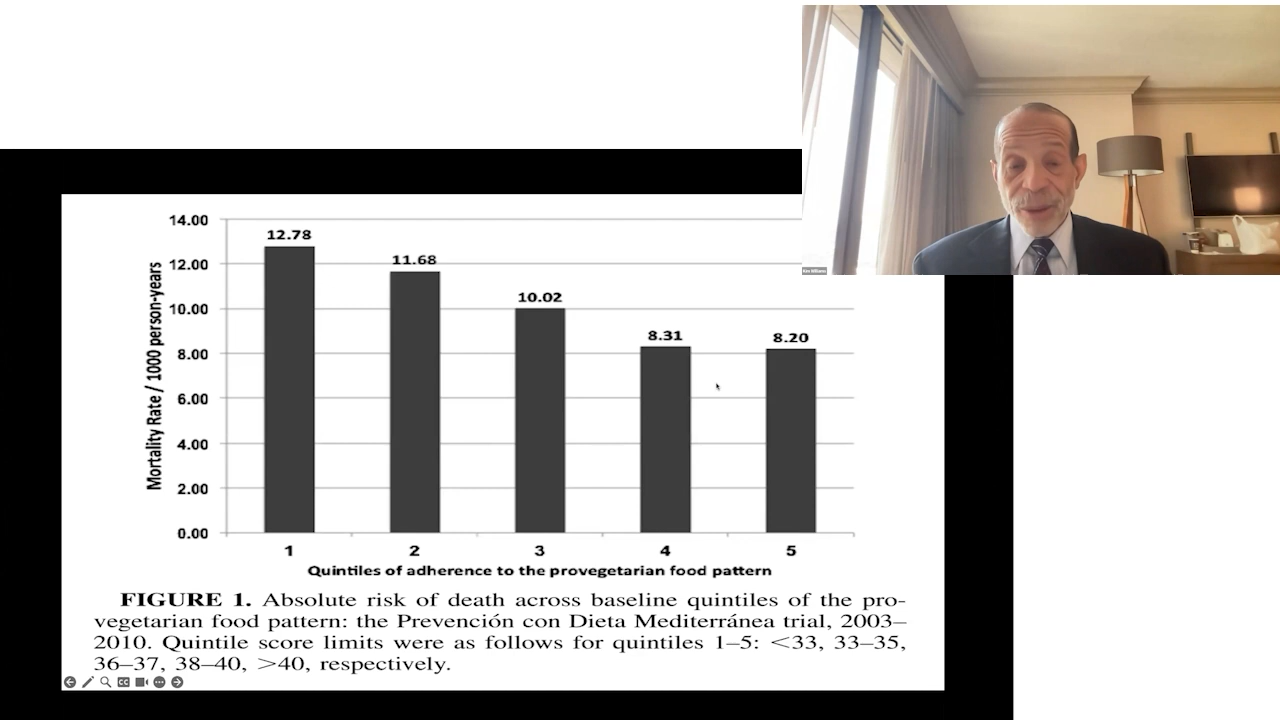 14.00
12.00
10.00
8.00
6.00
4.00
2.00
0.00
Mortality Rate / 1000 person-years
12.78
11.68
10.02
8.31
8.20
1 2 3 4 5
Quintiles of adherence to the provegetarian food pattern
FIGURE 1. Absolute risk of death across baseline quintiles of the pro-
vegetarian food pattern: the Prevención con Dieta Mediterránea trial, 2003–
2010. Quintile score limits were as follows for quintiles 1–5: <33, 33–35,
36–37, 38–40, >40, respectively.
CC